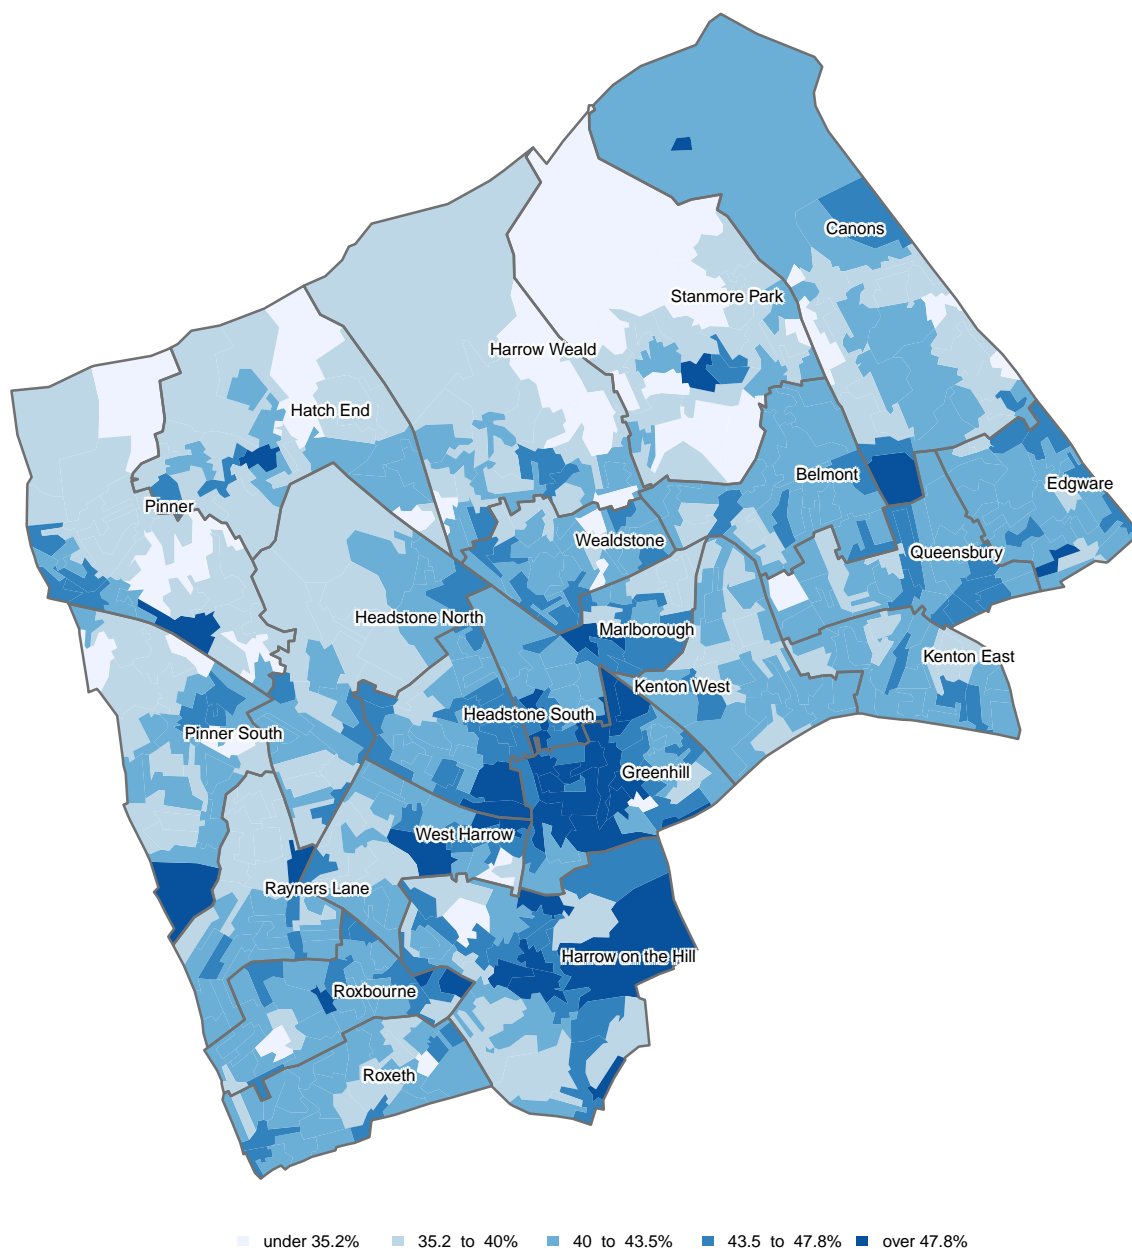 Canons
Stanmore Park
Harrow Weald
Hatch End
Belmont
Edgware
Pinner
Wealdstone
Queensbury
Headstone North
Marlborough
Kenton East
Kenton West
Headstone South
Pinner South
Greenhill
West Harrow
Rayners Lane
Harrow on the Hill
Roxbourne
Roxeth
under 35.2% 35.2 to 40% 40 to 43.5% 43.5 to 47.8% over 47.8%